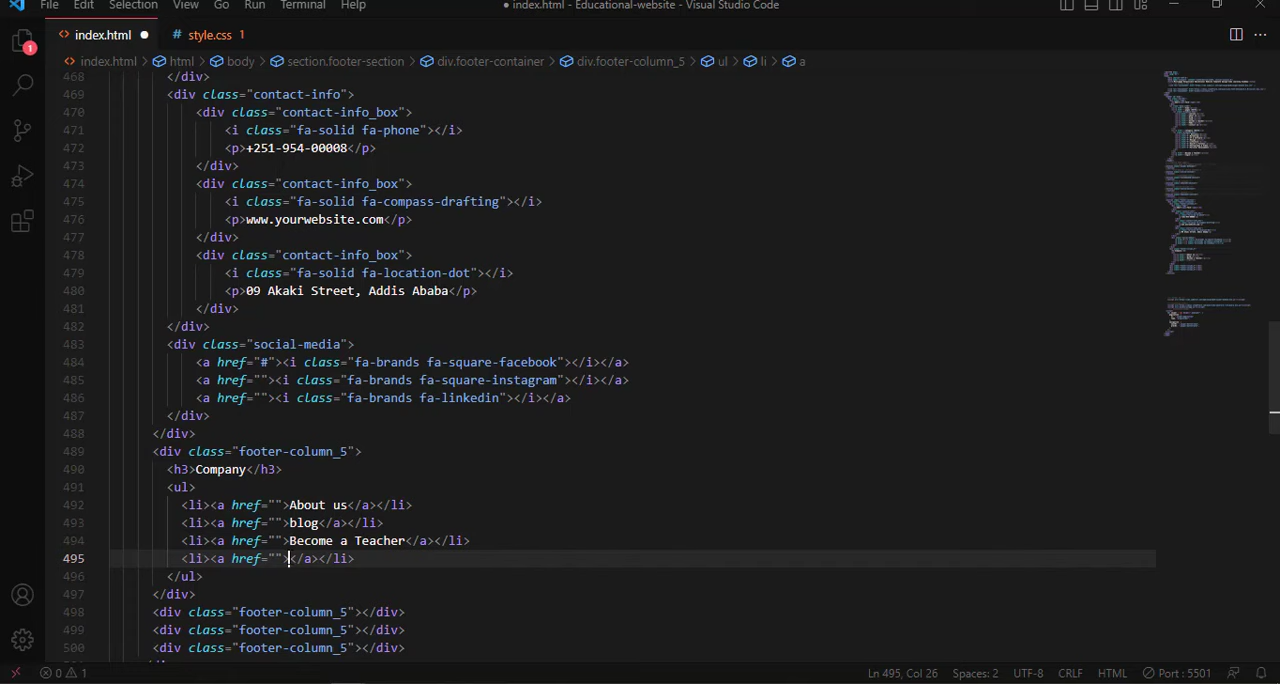 File Edit Selection View Go Run Terminal Help
● index.html - Educational-website - Visual Studio Code
1
<> index.html ●
# style.css 1
<> index.html > html > body > section.footer-section > div.footer-container > div.footer-column_5 > ul > li > a
468 </div>
469 <div class="contact-info">
470 <div class="contact-info_box">
471 <i class="fa-solid fa-phone"></i>
472 <p>+251-954-00008</p>
473 </div>
474 <div class="contact-info_box">
475 <i class="fa-solid fa-compass-drafting"></i>
476 <p>www.yourwebsite.com</p>
477 </div>
478 <div class="contact-info_box">
479 <i class="fa-solid fa-location-dot"></i>
480 <p>09 Akaki Street, Addis Ababa</p>
481 </div>
482 </div>
483 <div class="social-media">
484 <a href="#"><i class="fa-brands fa-square-facebook"></i></a>
485 <a href=""><i class="fa-brands fa-square-instagram"></i></a>
486 <a href=""><i class="fa-brands fa-linkedin"></i></a>
487 </div>
488 </div>
489 <div class="footer-column_5">
490 <h3>Company</h3>
491 <ul>
492 <li><a href="">About us</a></li>
493 <li><a href="">blog</a></li>
494 <li><a href="">Become a Teacher</a></li>
495 <li><a href=""></a></li>
496 </ul>
497 </div>
498 <div class="footer-column_5"></div>
499 <div class="footer-column_5"></div>
500 <div class="footer-column_5"></div>
0 1 Ln 495, Col 26 Spaces: 2 UTF-8 CRLF HTML Port : 5501